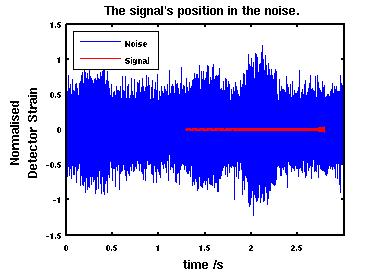 The signal's position in the noise.
1.5
1
0.5
0
-0.5
-1
-1.5
Normalised
Detector Strain
Noise
Signal
0 0.5 1 1.5 2 2.5
time /s